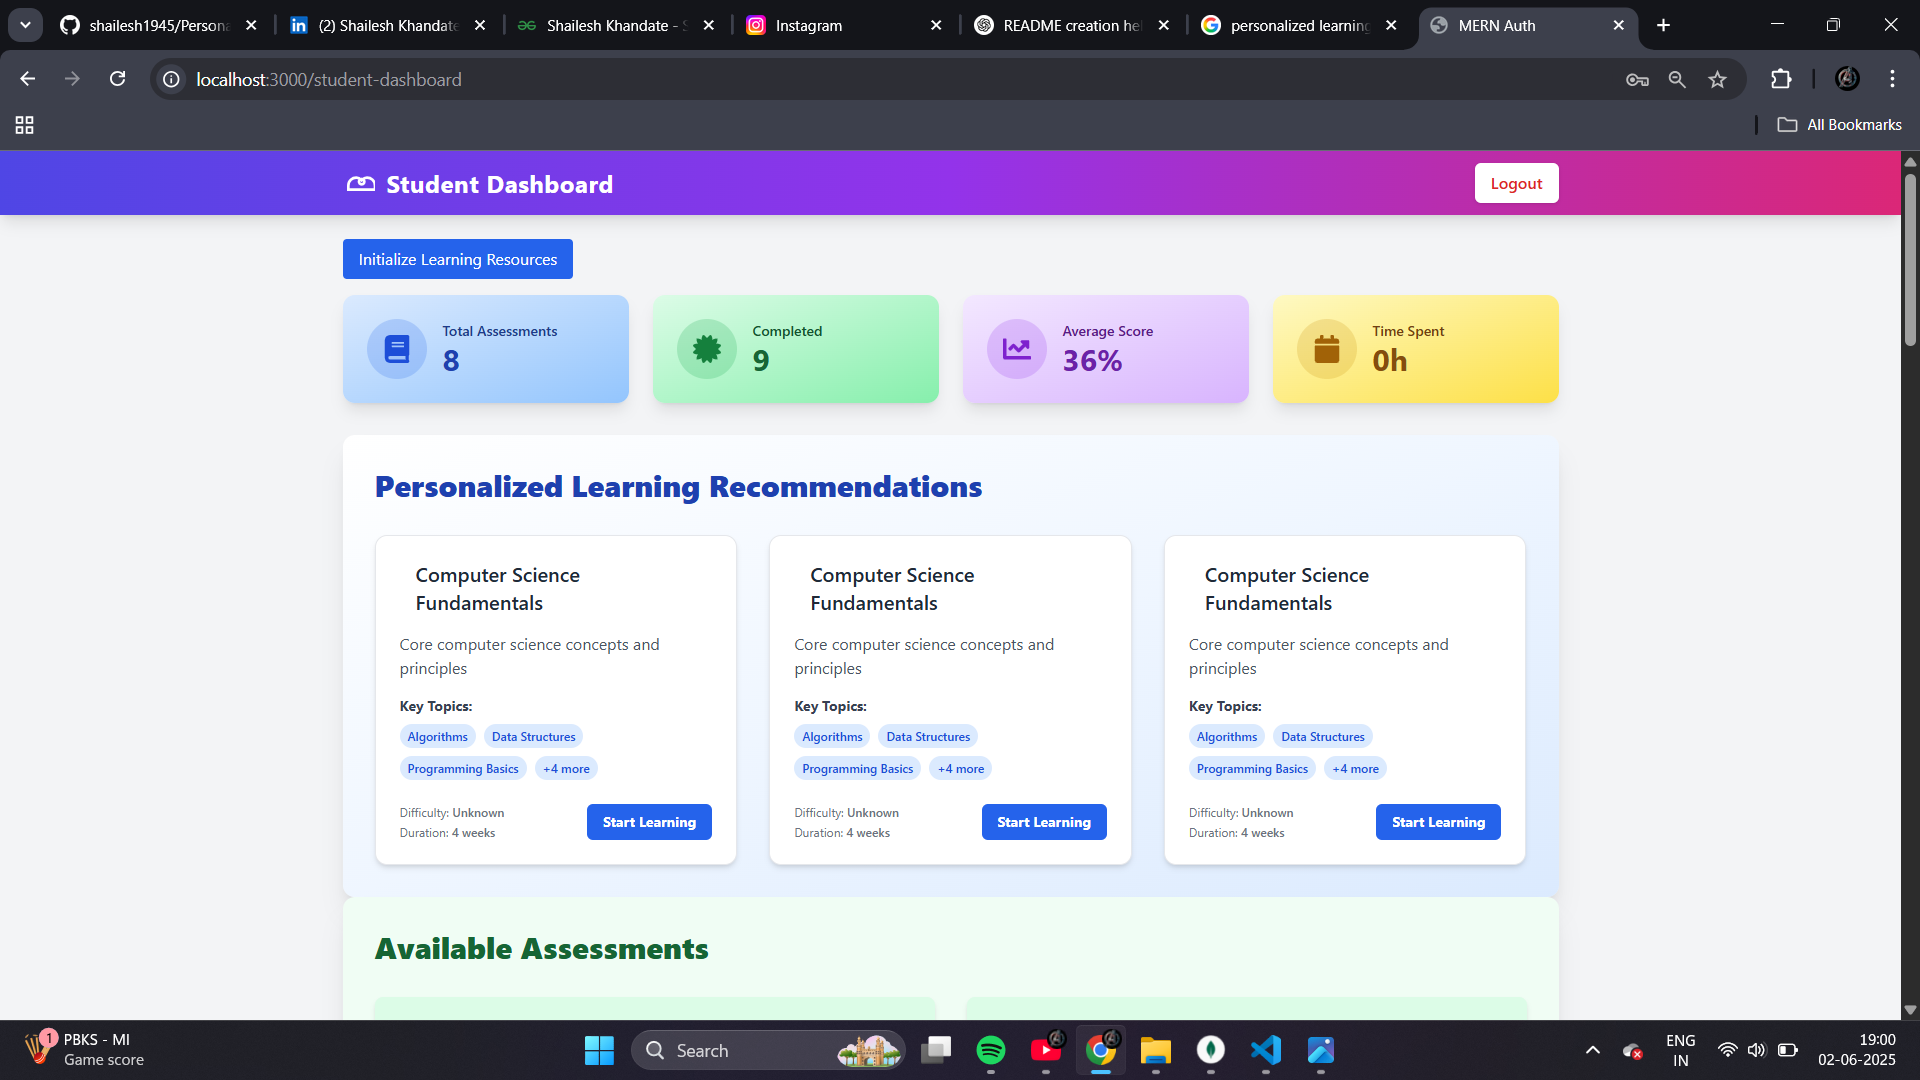 shailesh1945/Persona
(2) Shailesh Khandate
Shailesh Khandate - S
Instagram
README creation hel
personalized learning
MERN Auth
localhost:3000/student-dashboard
All Bookmarks
Student Dashboard
Logout
Initialize Learning Resources
Total Assessments
8
Completed
9
Average Score
36%
Time Spent
0h
Personalized Learning Recommendations
Computer Science
Fundamentals
Core computer science concepts and
principles
Key Topics:
Algorithms
Data Structures
Programming Basics
+4 more
Difficulty: Unknown
Duration: 4 weeks
Start Learning
Computer Science
Fundamentals
Core computer science concepts and
principles
Key Topics:
Algorithms
Data Structures
Programming Basics
+4 more
Difficulty: Unknown
Duration: 4 weeks
Start Learning
Computer Science
Fundamentals
Core computer science concepts and
principles
Key Topics:
Algorithms
Data Structures
Programming Basics
+4 more
Difficulty: Unknown
Duration: 4 weeks
Start Learning
Available Assessments
1
PBKS - MI
Game score
Search
ENG
IN
19:00
02-06-2025